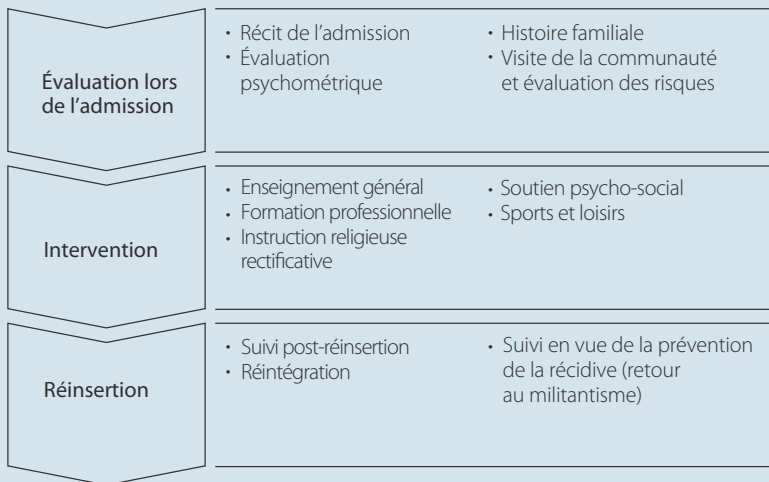 Évaluation lors
de l’admission
• Récit de l’admission
• Évaluation
psychométrique
• Histoire familiale
• Visite de la communauté
et évaluation des risques
Intervention
• Enseignement général
• Formation professionnelle
• Instruction religieuse
rectificative
• Soutien psycho-social
• Sports et loisirs
Réinsertion
• Suivi post-réinsertion
• Réintégration
• Suivi en vue de la prévention
de la récidive (retour
au militantisme)